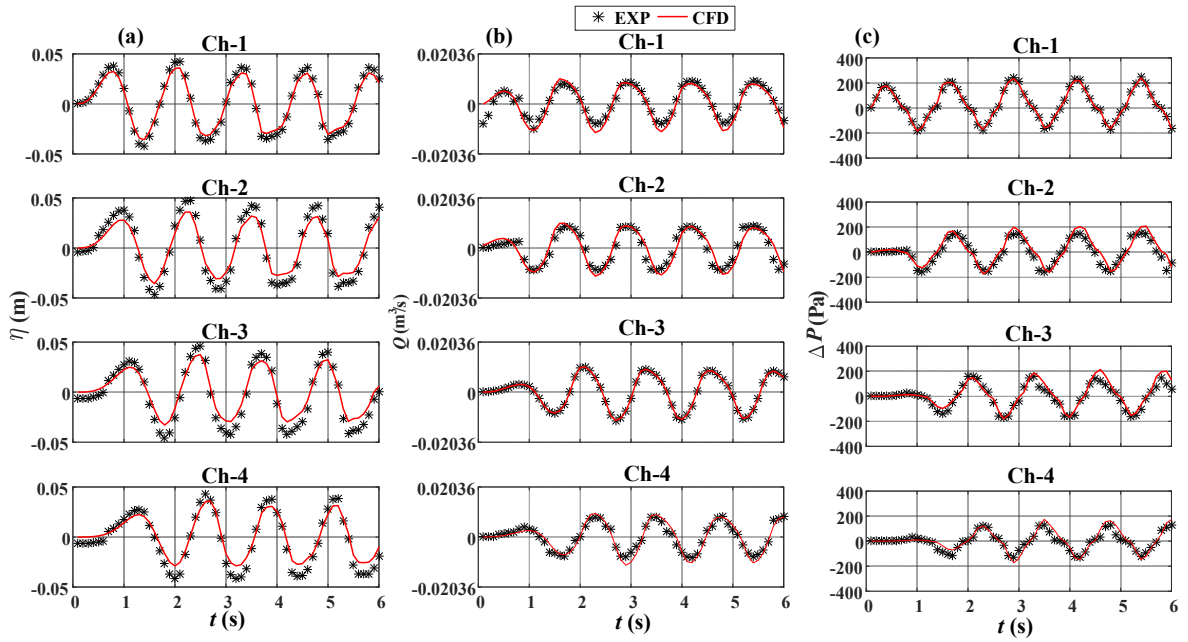 EXP CFD
(a) (b) (c)
Ch-1 Ch-1 Ch-1
0.05 0.02036 400
200
0 0 0
-200
-0.05 -0.02036 -400
Ch-2 Ch-2 Ch-2
0.05 0.02036 400
200
0 0 0
-200
-0.05 -0.02036 -400
η (m) Q (m³/s) Δ P (Pa)
Ch-3 Ch-3 Ch-3
0.05 0.02036 400
200
0 0 0
-200
-0.05 -0.02036 -400
Ch-4 Ch-4 Ch-4
0.05 0.02036 400
200
0 0 0
-200
-0.05 -0.02036 -400
0 1 2 3 4 5 6 0 1 2 3 4 5 6 0 1 2 3 4 5 6
t (s) t (s) t (s)